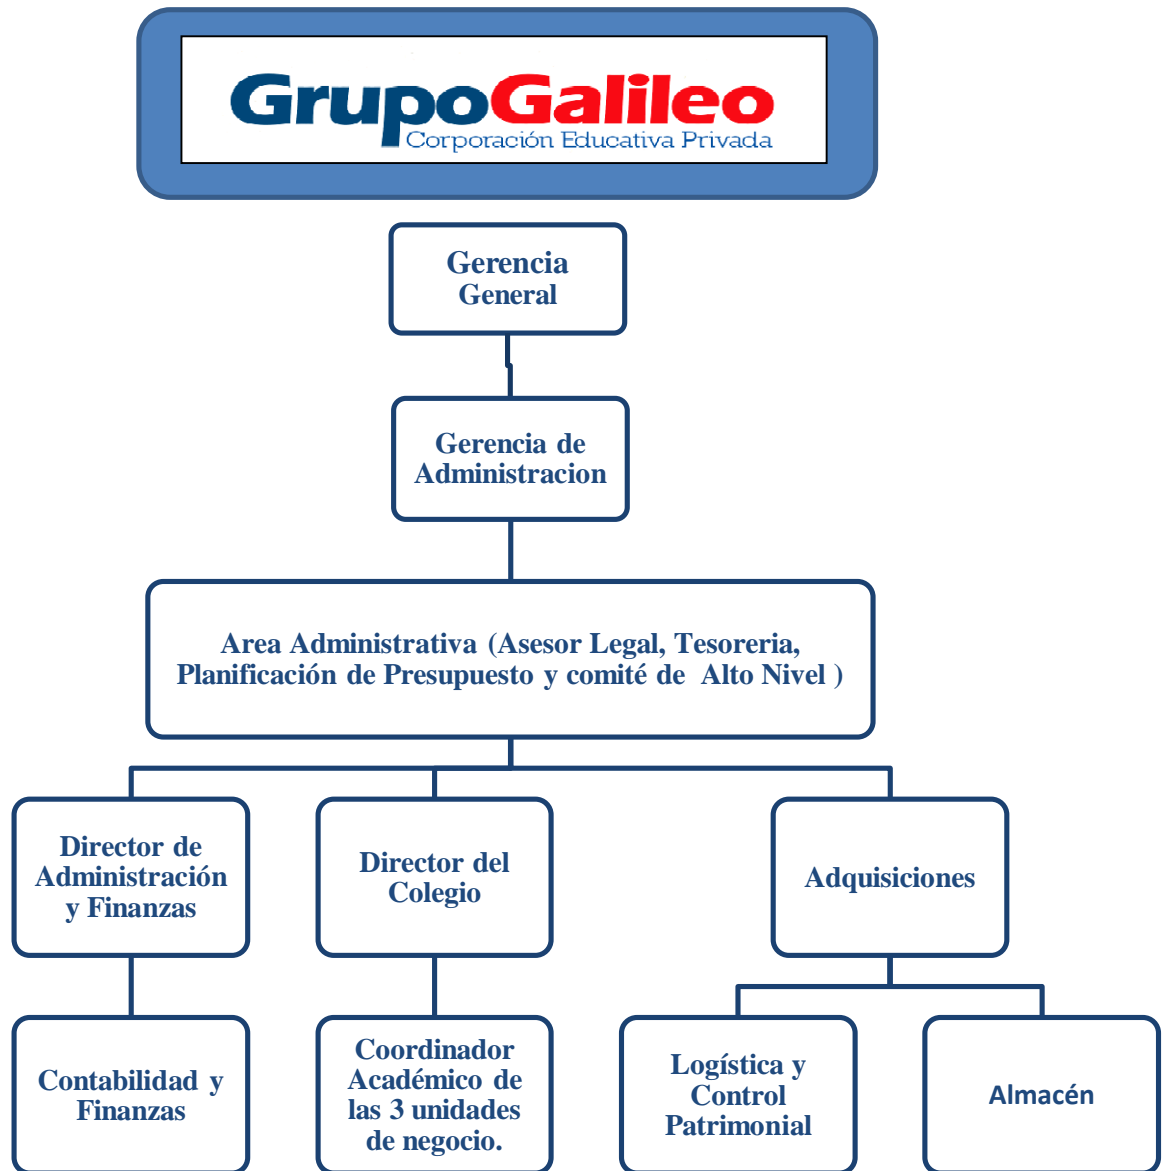 GrupoGalileo
Corporación Educativa Privada
Gerencia
General
Gerencia de
Administracion
Area Administrativa (Asesor Legal, Tesoreria,
Planificación de Presupuesto y comité de Alto Nivel )
Director de
Administración
y Finanzas
Director del
Colegio
Adquisiciones
Contabilidad y
Finanzas
Coordinador
Académico de
las 3 unidades
de negocio.
Logística y
Control
Patrimonial
Almacén